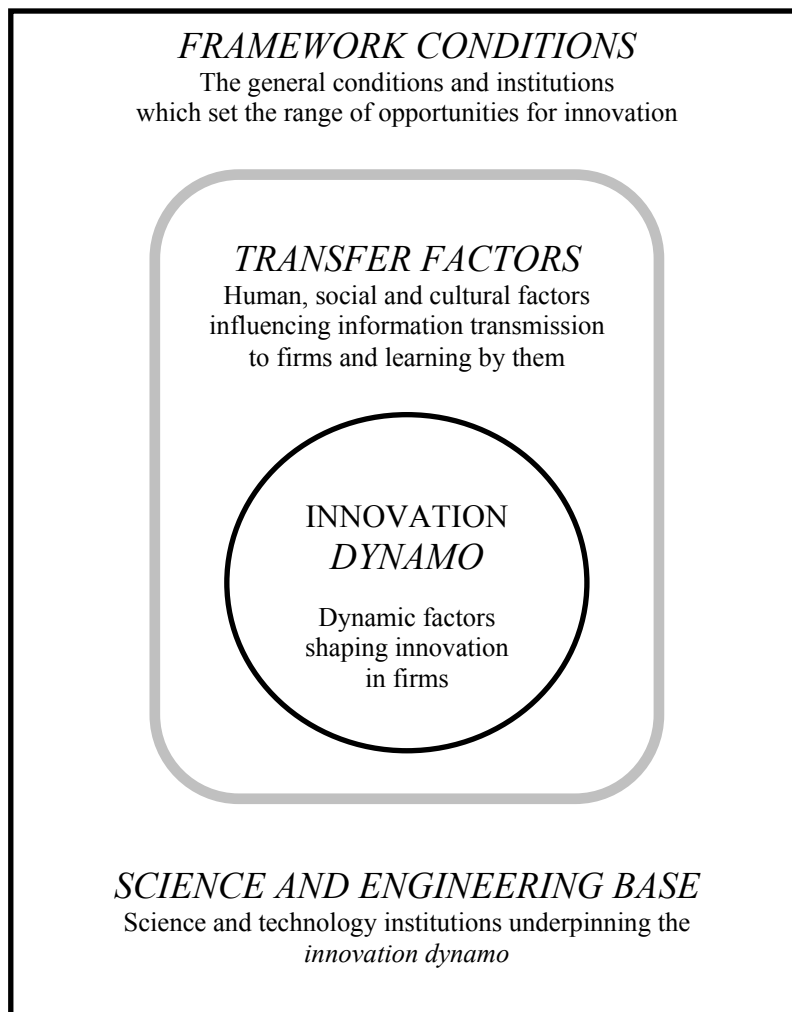 FRAMEWORK CONDITIONS
The general conditions and institutions
which set the range of opportunities for innovation
TRANSFER FACTORS
Human, social and cultural factors
influencing information transmission
to firms and learning by them
INNOVATION
DYNAMO
Dynamic factors
shaping innovation
in firms
SCIENCE AND ENGINEERING BASE
Science and technology institutions underpinning the
innovation dynamo